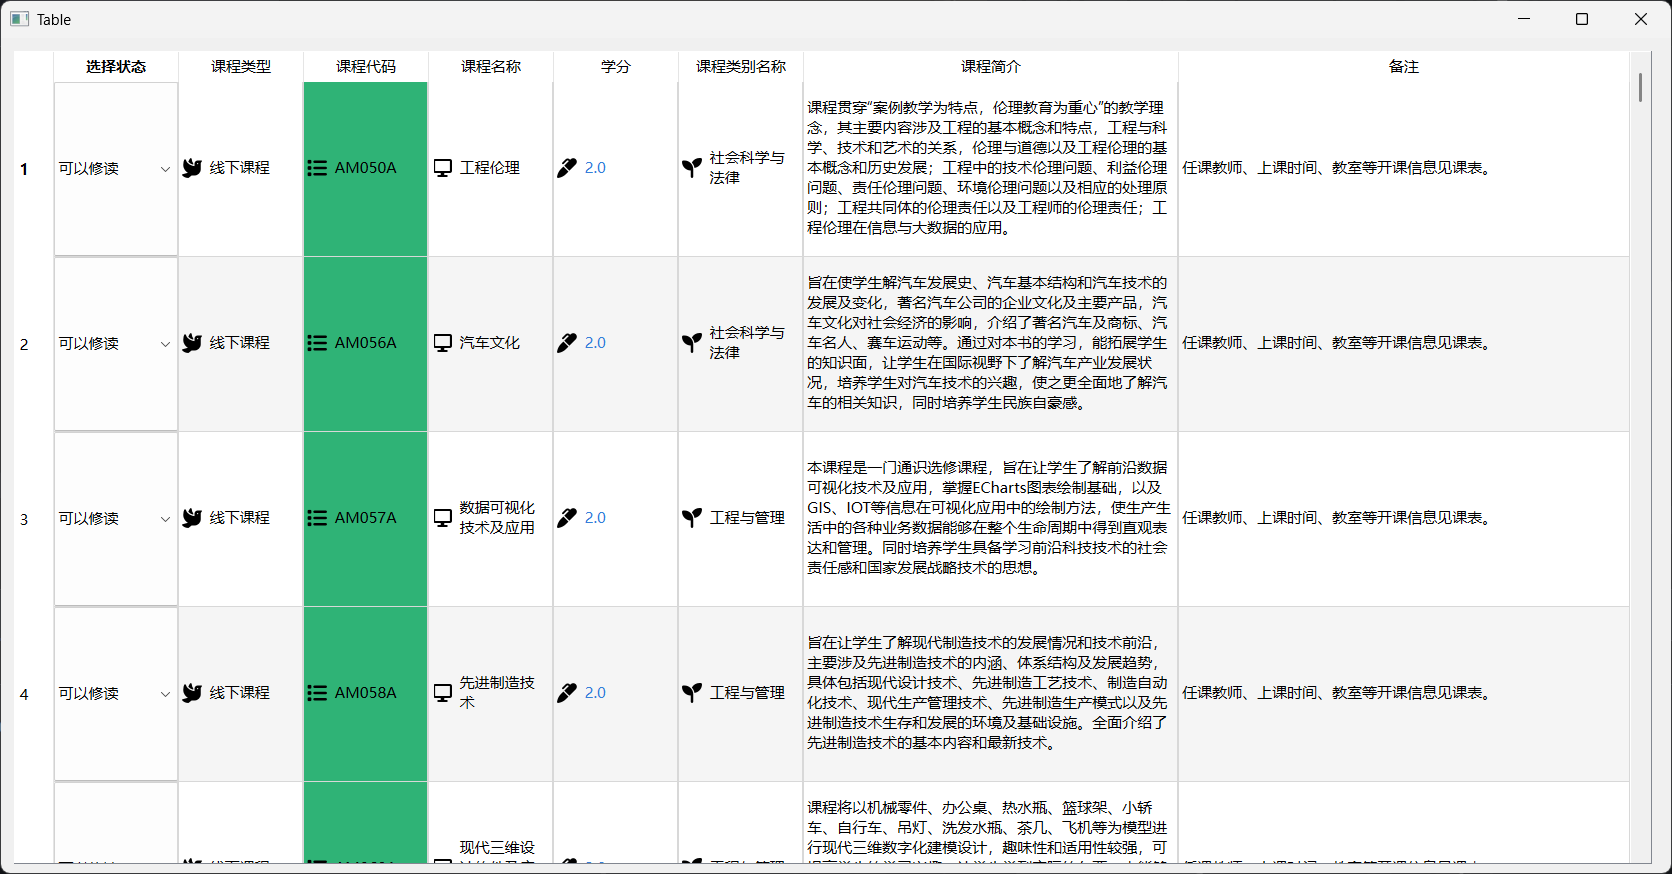 Table
选择状态 课程类型 课程代码 课程名称 学分 课程类别名称 课程简介 备注
1 可以修读 线下课程 AM050A 工程伦理 2.0
社会科学与
法律
课程贯穿“案例教学为特点，伦理教育为重心”的教学理
念，其主要内容涉及工程的基本概念和特点，工程与科
学、技术和艺术的关系，伦理与道德以及工程伦理的基
本概念和历史发展；工程中的技术伦理问题、利益伦理
问题、责任伦理问题、环境伦理问题以及相应的处理原
则；工程共同体的伦理责任以及工程师的伦理责任；工
程伦理在信息与大数据的应用。
任课教师、上课时间、教室等开课信息见课表。
2 可以修读 线下课程 AM056A 汽车文化 2.0
社会科学与
法律
旨在使学生解汽车发展史、汽车基本结构和汽车技术的
发展及变化，著名汽车公司的企业文化及主要产品，汽
车文化对社会经济的影响，介绍了著名汽车及商标、汽
车名人、赛车运动等。通过对本书的学习，能拓展学生
的知识面，让学生在国际视野下了解汽车产业发展状
况，培养学生对汽车技术的兴趣，使之更全面地了解汽
车的相关知识，同时培养学生民族自豪感。
任课教师、上课时间、教室等开课信息见课表。
3 可以修读 线下课程 AM057A
数据可视化
技术及应用
2.0 工程与管理
本课程是一门通识选修课程，旨在让学生了解前沿数据
可视化技术及应用，掌握ECharts图表绘制基础，以及
GIS、IOT等信息在可视化应用中的绘制方法，使生产生
活中的各种业务数据能够在整个生命周期中得到直观表
达和管理。同时培养学生具备学习前沿科技技术的社会
责任感和国家发展战略技术的思想。
任课教师、上课时间、教室等开课信息见课表。
4 可以修读 线下课程 AM058A
先进制造技
术
2.0 工程与管理
旨在让学生了解现代制造技术的发展情况和技术前沿，
主要涉及先进制造技术的内涵、体系结构及发展趋势，
具体包括现代设计技术、先进制造工艺技术、制造自动
化技术、现代生产管理技术、先进制造生产模式以及先
进制造技术生存和发展的环境及基础设施。全面介绍了
先进制造技术的基本内容和最新技术。
任课教师、上课时间、教室等开课信息见课表。
现代三维设
课程将以机械零件、办公桌、热水瓶、篮球架、小轿
车、自行车、吊灯、洗发水瓶、茶几、飞机等为模型进
行现代三维数字化建模设计，趣味性和适用性较强，可